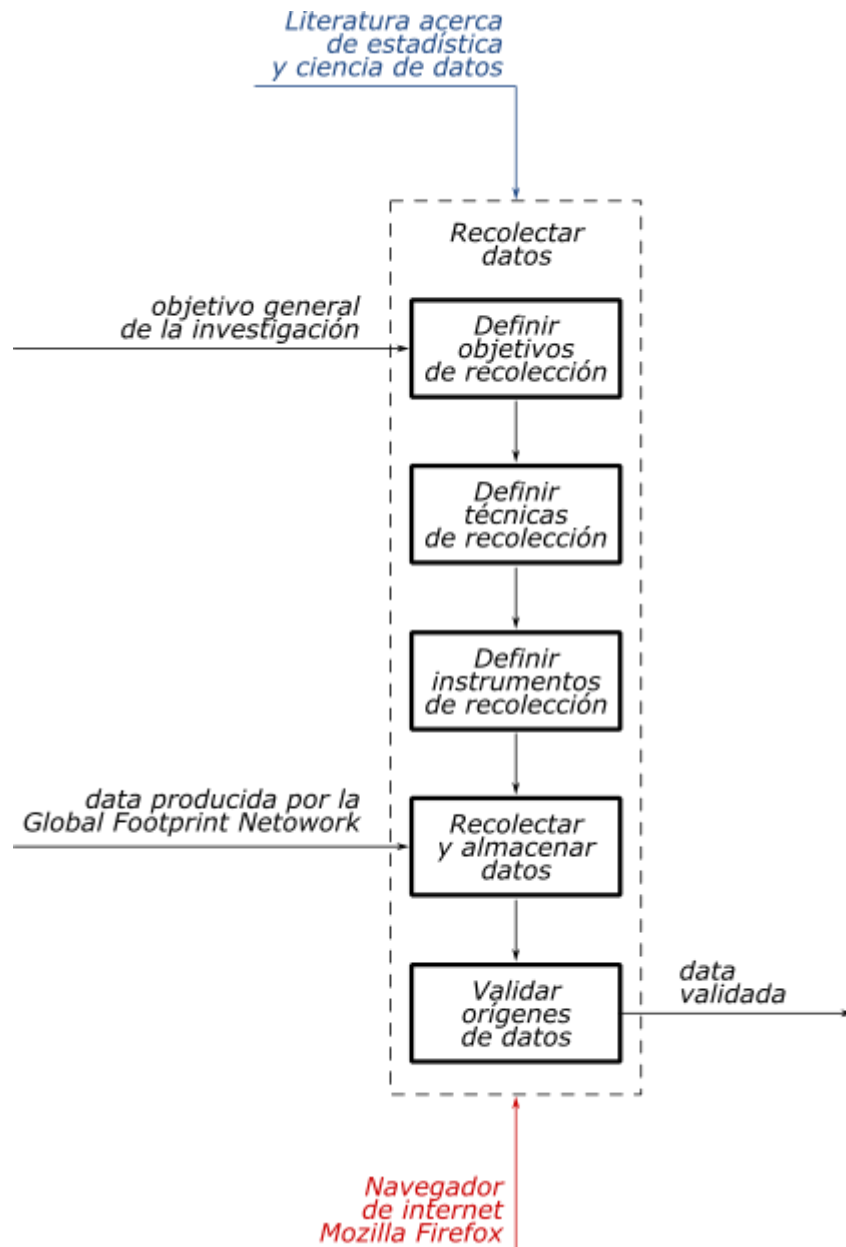 Literatura acerca
de estadística
y ciencia de datos
Recolectar
datos
objetivo general
de la investigación
Definir
objetivos
de recolección
Definir
técnicas
de recolección
Definir
instrumentos
de recolección
data producida por la
Global Footprint Netowork
Recolectar
y almacenar
datos
Validar
orígenes
de datos
data
validada
Navegador
de internet
Mozilla Firefox